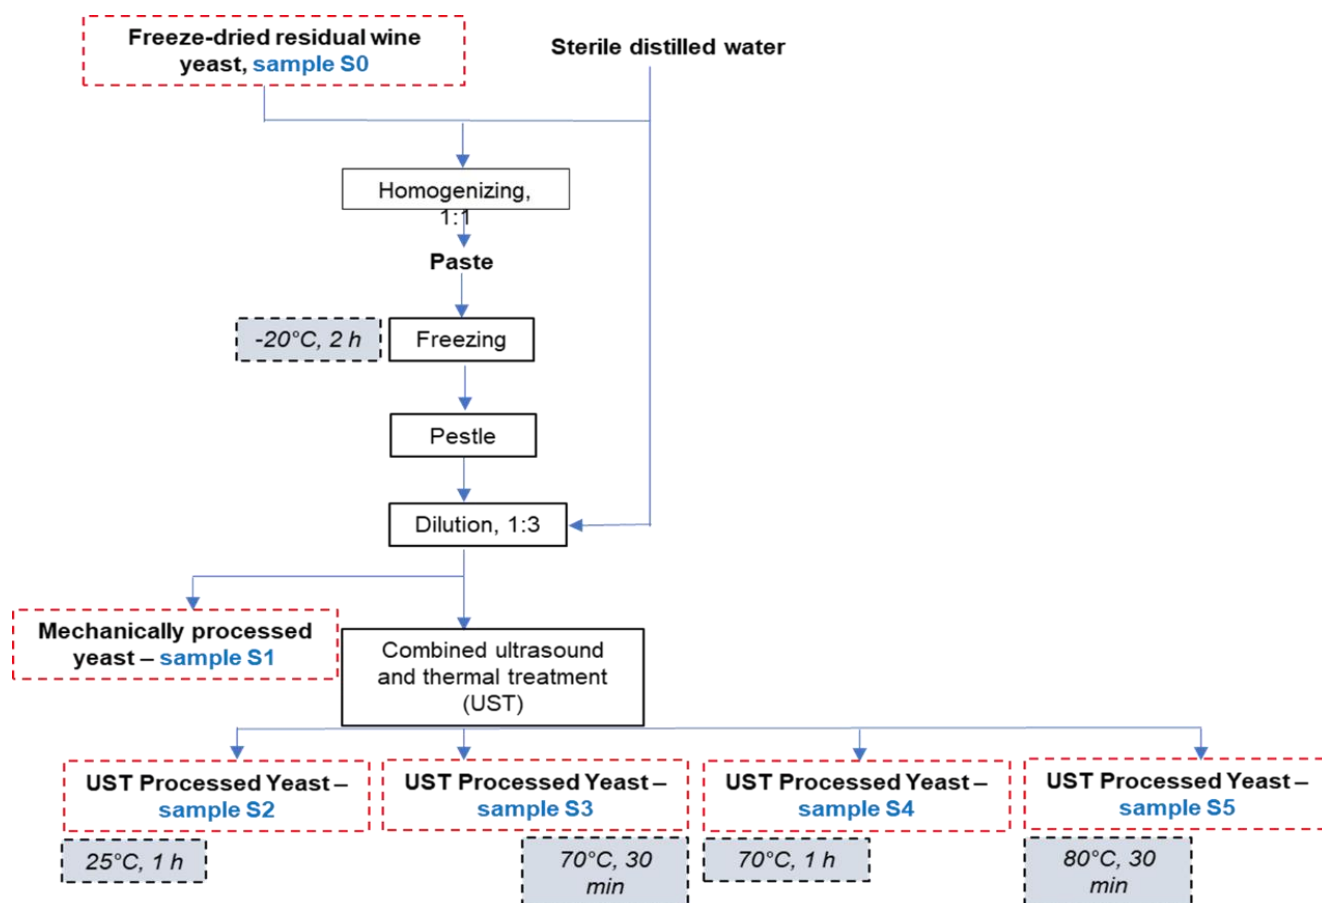 Freeze-dried residual wine
yeast, sample S0
Sterile distilled water
Homogenizing,
1:1
Paste
-20°C, 2 h
Freezing
Pestle
Dilution, 1:3
Mechanically processed
yeast – sample S1
Combined ultrasound
and thermal treatment
(UST)
UST Processed Yeast –
sample S2
UST Processed Yeast –
sample S3
UST Processed Yeast –
sample S4
UST Processed Yeast –
sample S5
25°C, 1 h
70°C, 30
min
70°C, 1 h
80°C, 30
min